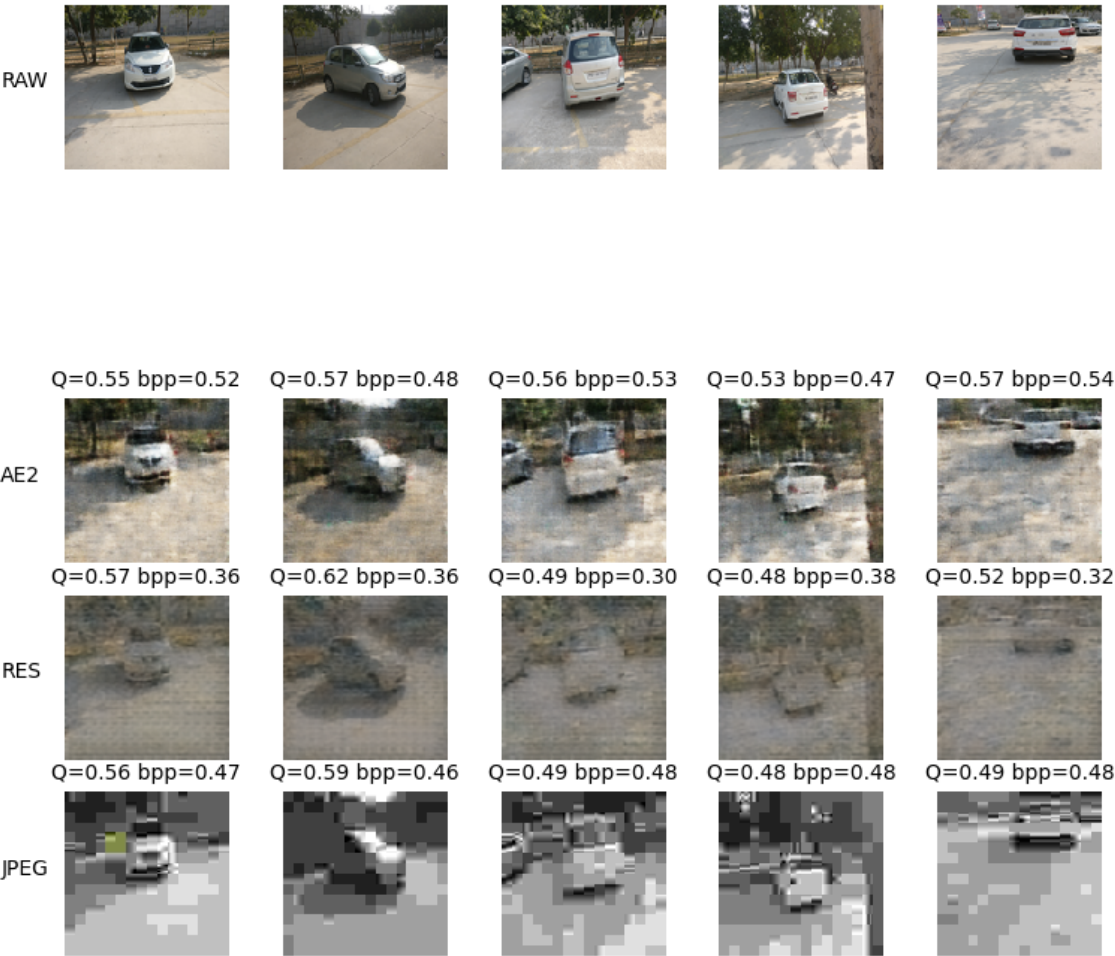 RAW
Q=0.55 bpp=0.52 Q=0.57 bpp=0.48 Q=0.56 bpp=0.53 Q=0.53 bpp=0.47 Q=0.57 bpp=0.54
AE2
Q=0.57 bpp=0.36 Q=0.62 bpp=0.36 Q=0.49 bpp=0.30 Q=0.48 bpp=0.38 Q=0.52 bpp=0.32
RES
Q=0.56 bpp=0.47 Q=0.59 bpp=0.46 Q=0.49 bpp=0.48 Q=0.48 bpp=0.48 Q=0.49 bpp=0.48
JPEG